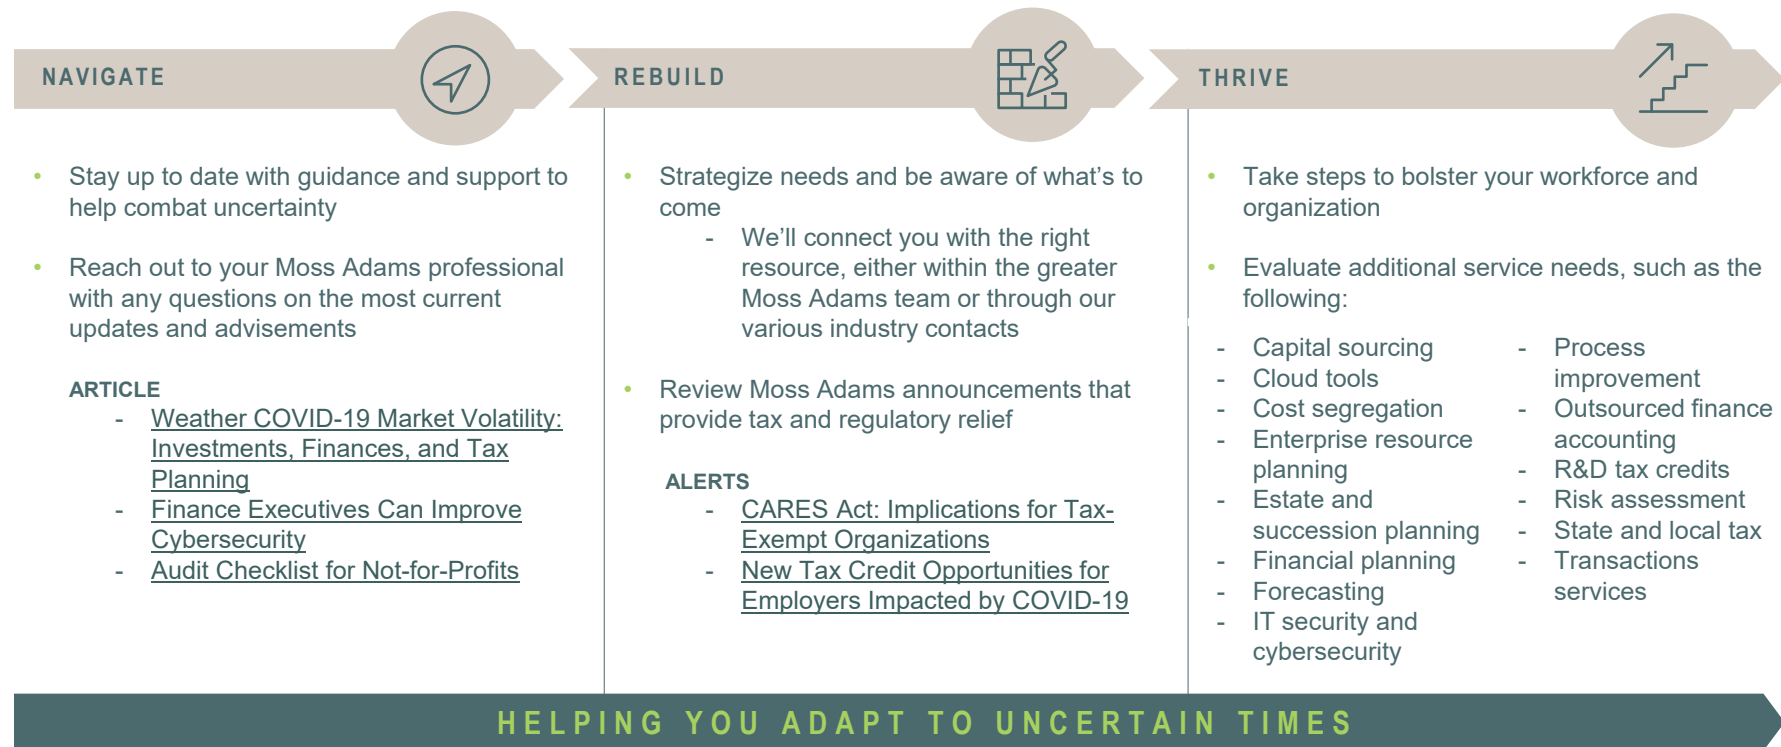 NAVIGATE
Stay up to date with guidance and support to
help combat uncertainty
Reach out to your Moss Adams professional
with any questions on the most current
updates and advisements
ARTICLE
- Weather COVID-19 Market Volatility:
Investments, Finances, and Tax
Planning
- Finance Executives Can Improve
Cybersecurity
- Audit Checklist for Not-for-Profits
REBUILD
Strategize needs and be aware of what's to
come
- We'll connect you with the right
resource, either within the greater
Moss Adams team or through our
various industry contacts
Review Moss Adams announcements that
provide tax and regulatory relief
ALERTS
- CARES Act: Implications for Tax-
Exempt Organizations
- New Tax Credit Opportunities for
Employers Impacted by COVID-19
THRIVE
Take steps to bolster your workforce and
organization
Evaluate additional service needs, such as the
following:
- Capital sourcing
- Cloud tools
- Cost segregation
- Enterprise resource
planning
- Estate and
succession planning
- Financial planning
- Forecasting
- IT security and
cybersecurity
- Process
improvement
- Outsourced finance
accounting
- R&D tax credits
- Risk assessment
- State and local tax
- Transactions
services
HELPING YOU ADAPT TO UNCERTAIN TIMES